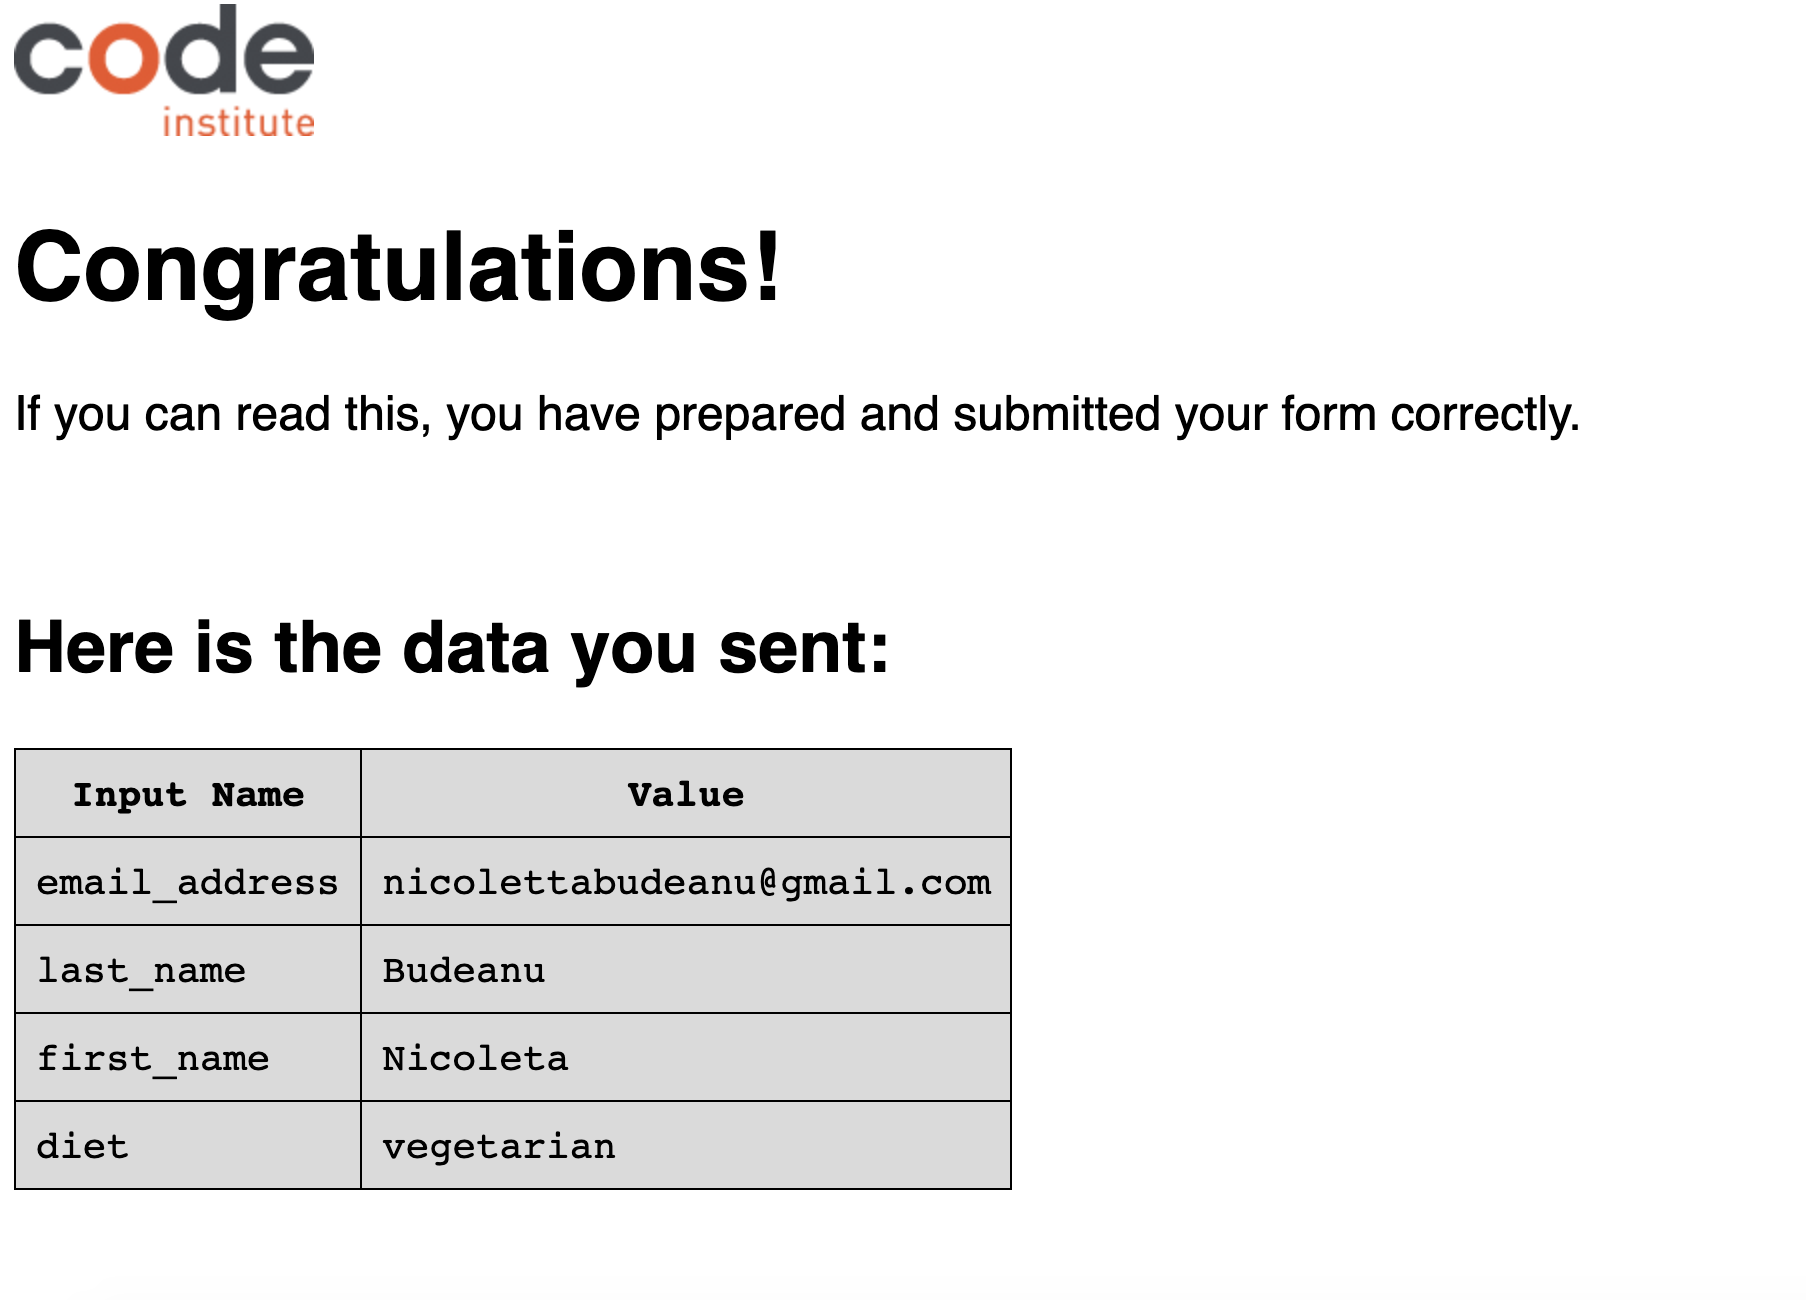 code
institute
Congratulations!
If you can read this, you have prepared and submitted your form correctly.
Here is the data you sent:
Input Name Value
email_address nicolettabudeanu@gmail.com
last_name Budeanu
first_name Nicoleta
diet vegetarian